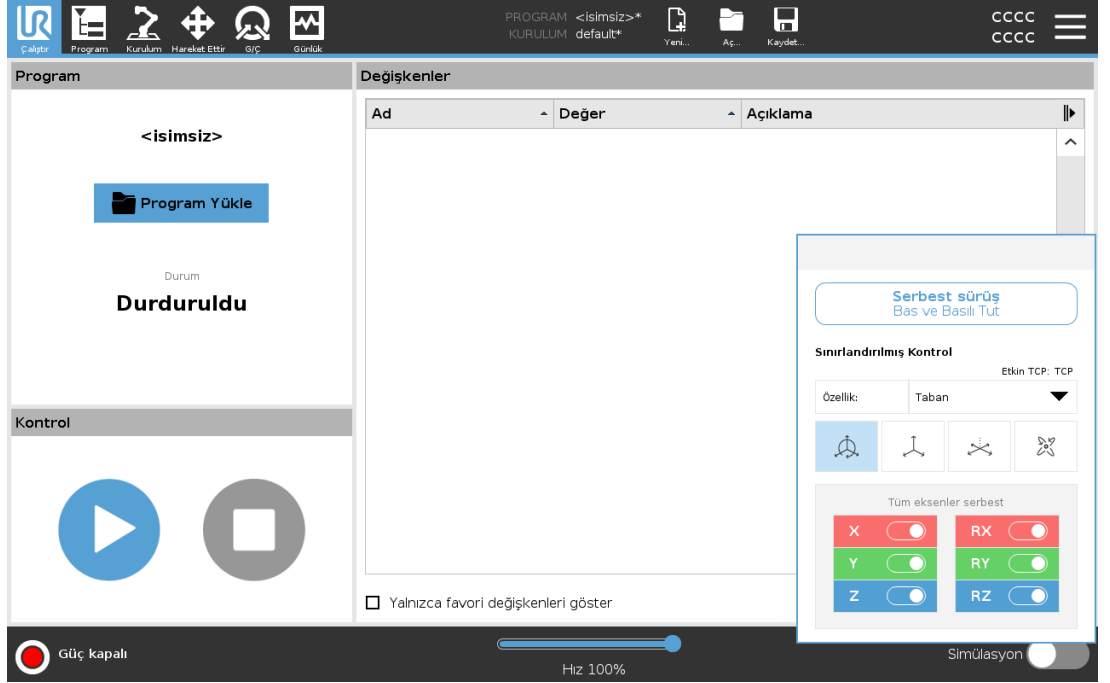 UR
Çalıştır
Program
Kurulum
Hareket Ettir
G/Ç
Günlük
PROGRAM <isimsiz>*
KURULUM default*
Yeni...
Aç...
Kaydet...
cccc
cccc
Program
<isimsiz>
Program Yükle
Durum
Durduruldu
Kontrol
Değişkenler
Ad Değer Açıklama
Yalnızca favori değişkenleri göster
Serbest sürüş
Bas ve Basılı Tut
Sınırlandırılmış Kontrol
Etkin TCP: TCP
Özellik: Taban
Tüm eksenler serbest
X RX
Y RY
Z RZ
Güç kapalı
Hız 100%
Simülasyon